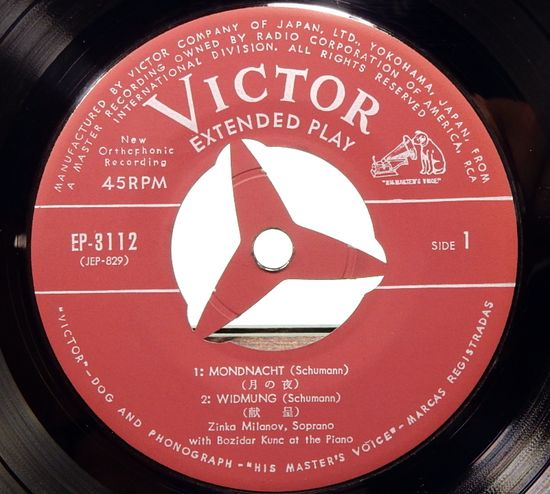 MANUFACTURED BY VICTOR COMPANY OF JAPAN, LTD., YOKOHAMA, JAPAN, FROM
A MASTER RECORDING OWNED BY RADIO CORPORATION OF AMERICA, RCA
INTERNATIONAL DIVISION. ALL RIGHTS RESERVED
VICTOR
EXTENDED PLAY
New
Orthophonic
Recording
45RPM
"HIS MASTER'S VOICE"
EP-3112
(JEP-829)
SIDE 1
1: MONDNACHT (Schumann)
(月の夜)
2: WIDMUNG (Schumann)
(献 呈)
Zinka Milanov, Soprano
with Bozidar Kunc at the Piano
"VICTOR"–DOG AND PHONOGRAPH–"HIS MASTER'S VOICE"–MARCAS REGISTRADAS